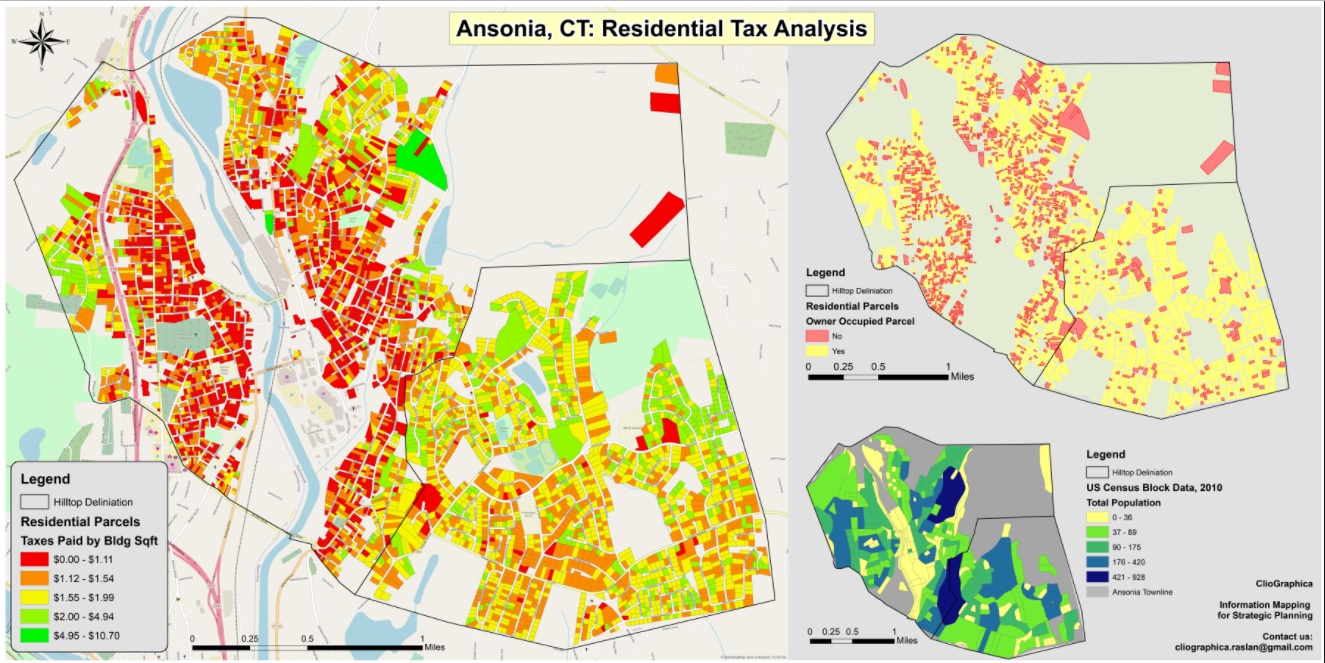 Ansonia, CT: Residential Tax Analysis
N
W
E
S
Legend
Hilltop Deliniation
Residential Parcels
Taxes Paid by Bldg Sqft
$0.00 - $1.11
$1.12 - $1.54
$1.55 - $1.99
$2.00 - $4.94
$4.95 - $10.70
0 0.25 0.5 1
Miles
Legend
Hilltop Deliniation
Residential Parcels
Owner Occupied Parcel
No
Yes
0 0.25 0.5 1
Miles
Legend
Hilltop Deliniation
US Census Block Data, 2010
Total Population
0 - 36
37 - 89
90 - 175
176 - 420
421 - 928
Ansonia Townline
0 0.25 0.5 1
Miles
ClioGraphica
Information Mapping
for Strategic Planning
Contact us:
cliographica.raslan@gmail.com